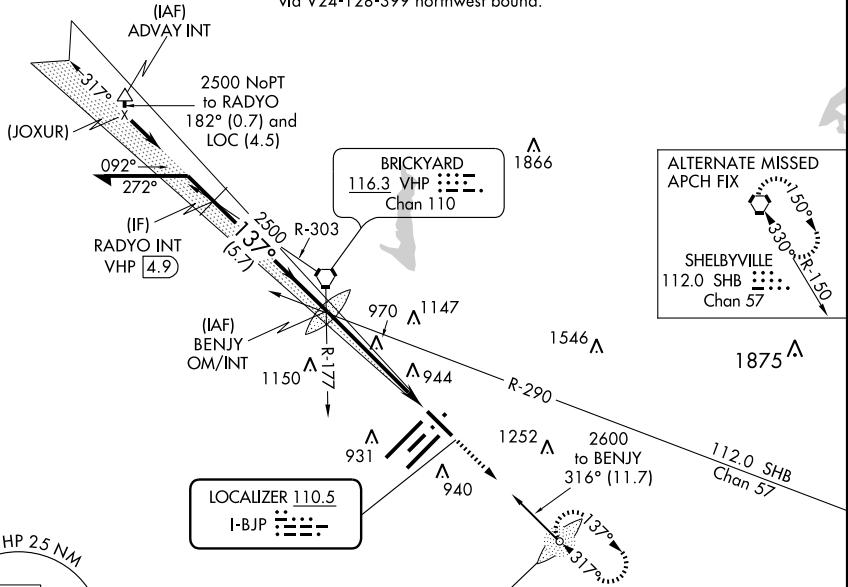 via V24-128-399 northwest bound.
(IAF)
ADVAY INT
317°
2500 NoPT
to RADYO
182° (0.7) and
LOC (4.5)
(JOXUR)
X
092°
272°
(IF)
RADYO INT
VHP 4.9
2500
137°
(5.7)
R-303
BRICKYARD
116.3 VHP
Chan 110
1866
ALTERNATE MISSED
APCH FIX
150°
330°
R-150
SHELBYVILLE
112.0 SHB
Chan 57
(IAF)
BENJY
OM/INT
R-177
970
1147
1150
944
1546
1875
R-290
931
1252
940
2600
to BENJY
316° (11.7)
112.0 SHB
Chan 57
LOCALIZER 110.5
I-BJP
137°
317°
HP 25 NM